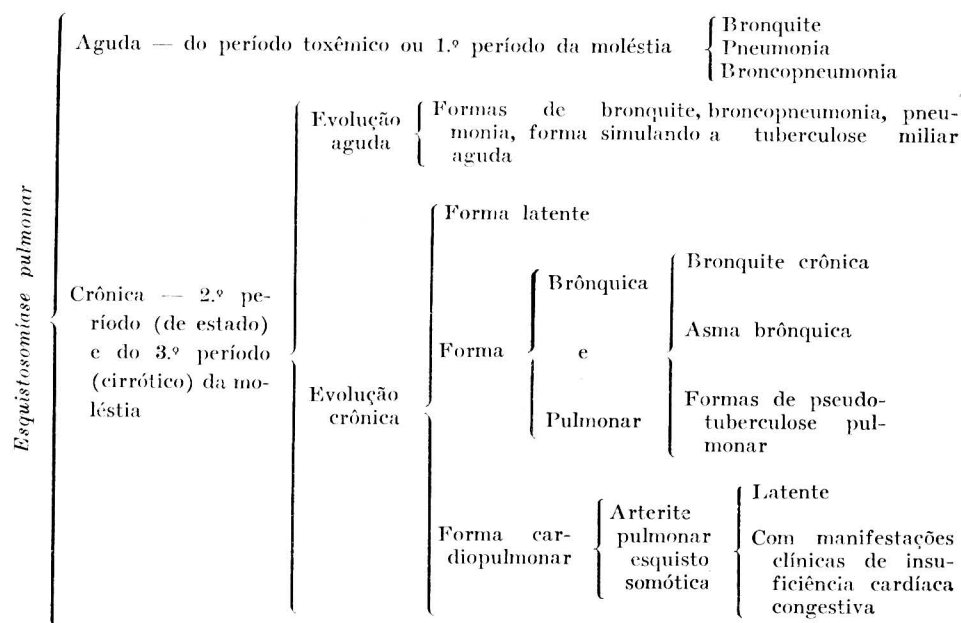 Esquistosomíase pulmonar
Aguda — do período toxêmico ou 1.º período da moléstia
Bronquite
Pneumonia
Broncopneumonia
Crônica — 2.º pe-
ríodo (de estado)
e do 3.º período
(cirrótico) da mo-
léstia
Evolução
aguda
Formas de bronquite, broncopneumonia, pneu-
monia, forma simulando a tuberculose miliar
aguda
Evolução
crônica
Forma latente
Forma
Brônquica
e
Pulmonar
Bronquite crônica
Asma brônquica
Formas de pseudo-
tuberculose pul-
monar
Forma car-
diopulmonar
Arterite
pulmonar
esquisto
somótica
Latente
Com manifestações
clínicas de insu-
ficiência cardíaca
congestiva